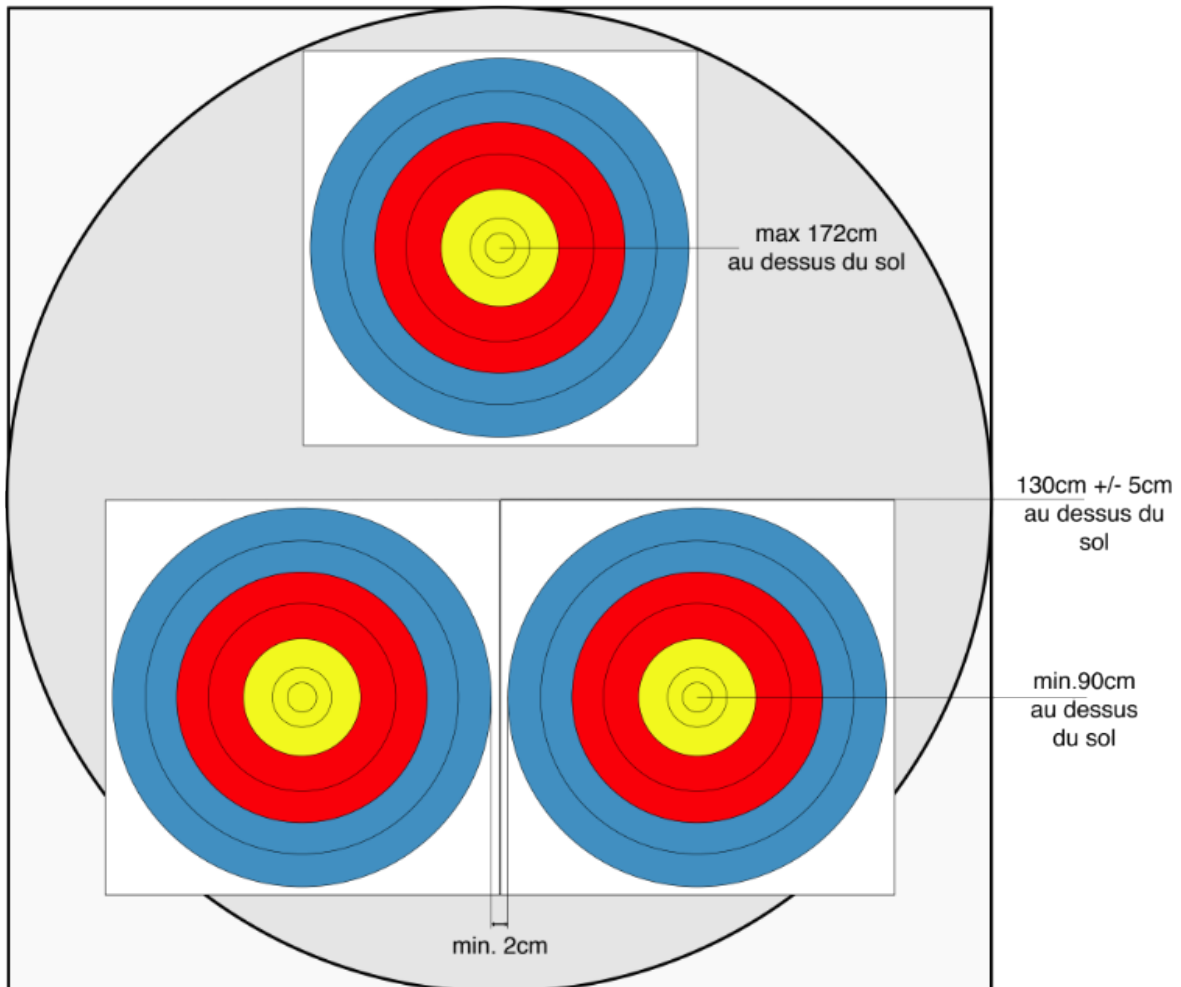 max 172cm
au dessus du sol
130cm +/- 5cm
au dessus du
sol
min.90cm
au dessus
du sol
min. 2cm